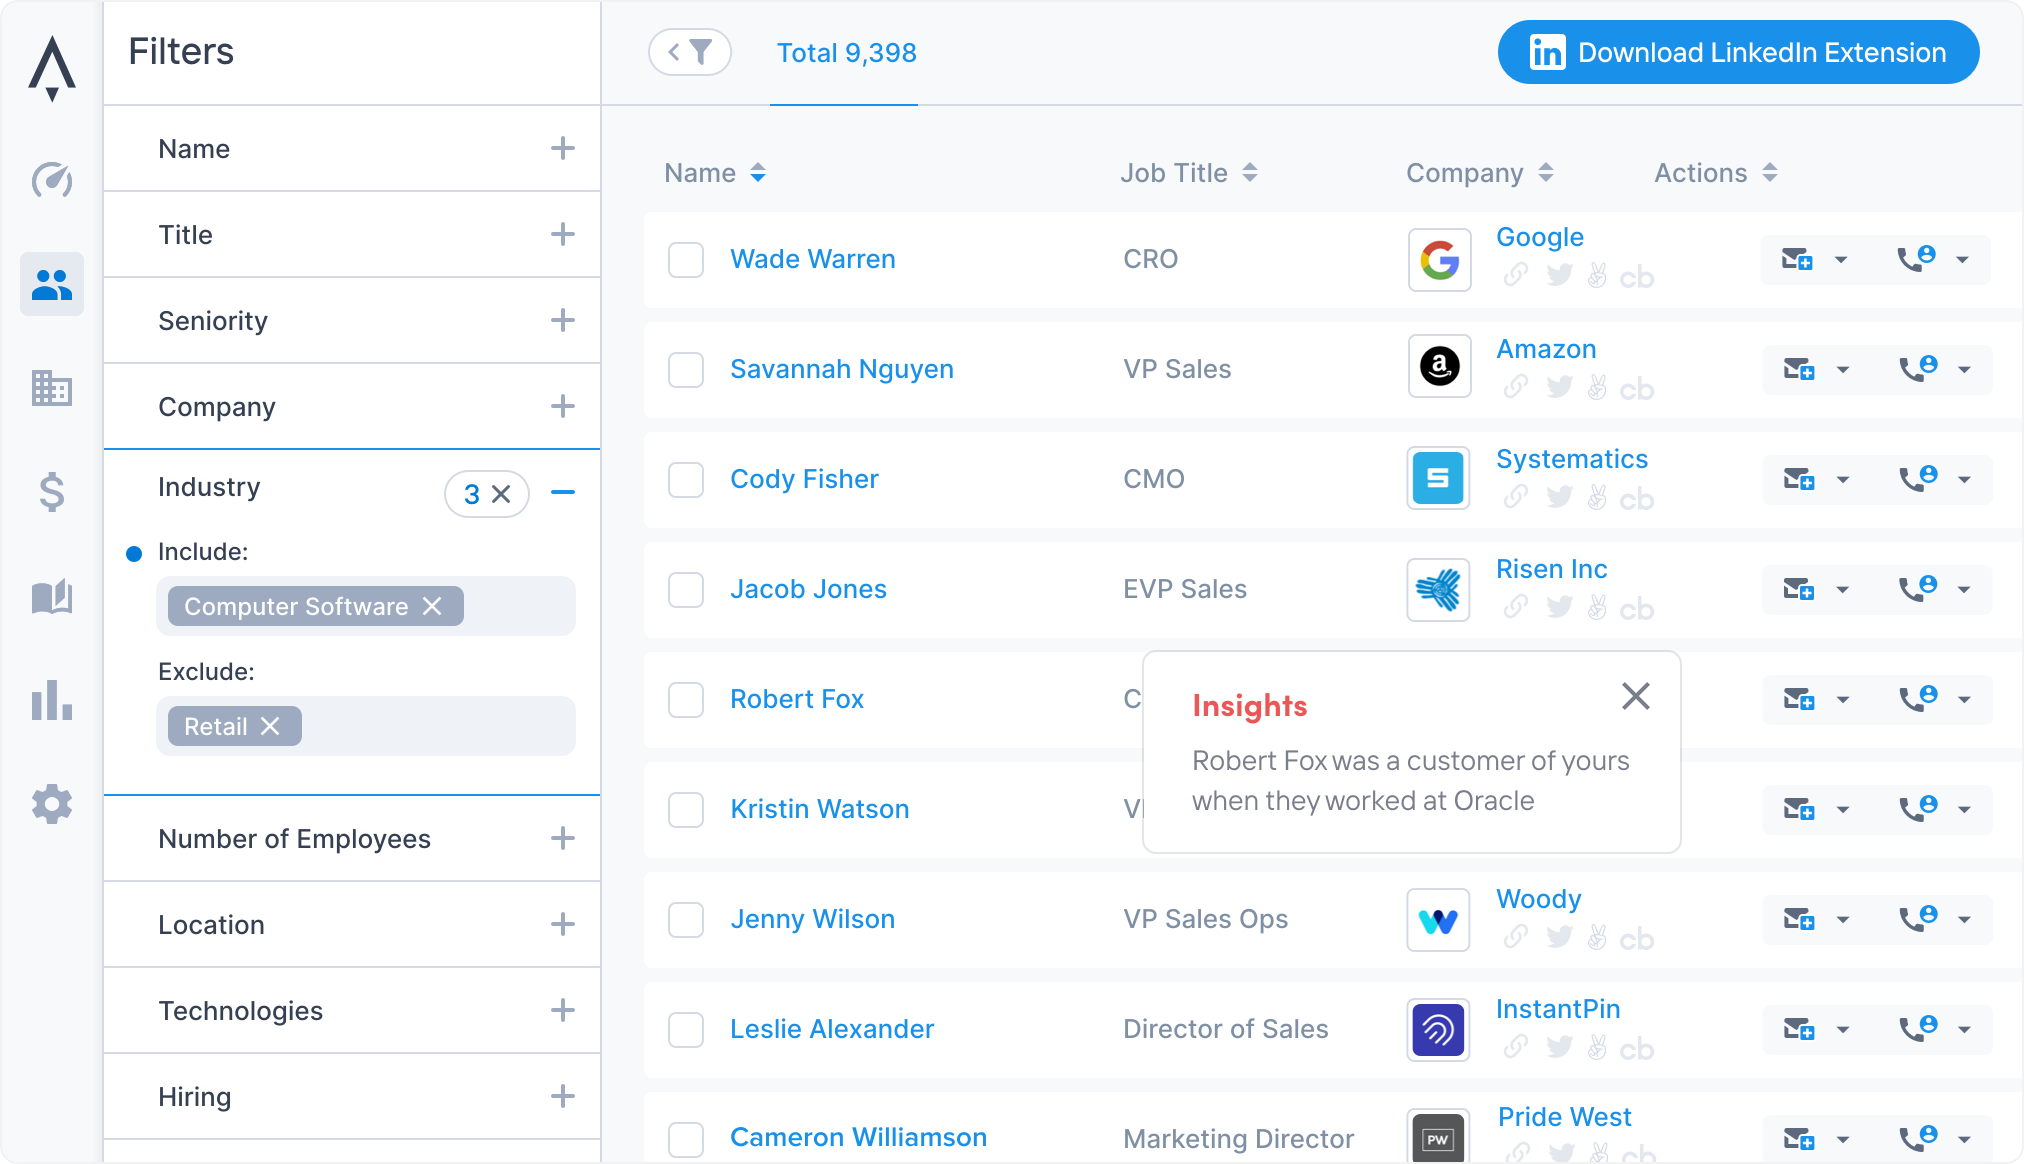 Filters
Total 9,398
in Download LinkedIn Extension
Name
Title
Seniority
Company
Industry
3
Include:
Computer Software
Exclude:
Retail
Number of Employees
Location
Technologies
Hiring
Name Job Title Company Actions
Wade Warren CRO Google
cb
Savannah Nguyen VP Sales a Amazon
cb
Cody Fisher CMO S Systematics
cb
Jacob Jones EVP Sales Risen Inc
cb
Robert Fox C
Insights
Robert Fox was a customer of yours
when they worked at Oracle
Kristin Watson
Jenny Wilson VP Sales Ops Woody
cb
Leslie Alexander Director of Sales InstantPin
cb
Cameron Williamson Marketing Director PW Pride West
cb